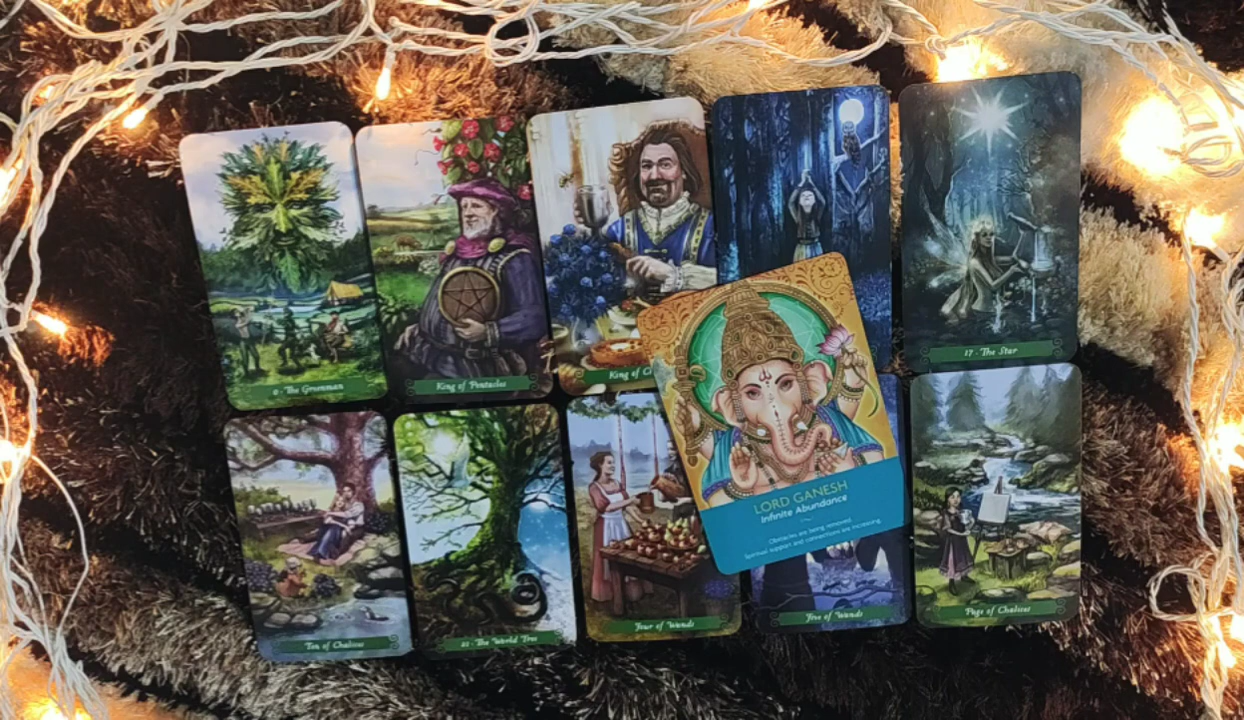 0 · The Greenman
King of Pentacles
King of
17 · The Star
LORD GANESH
Infinite Abundance
Obstacles are being removed.
Spiritual support and connections are increasing.
Ten of Chalices
21 · The World Tree
Four of Wands
Five of Wands
Page of Chalices